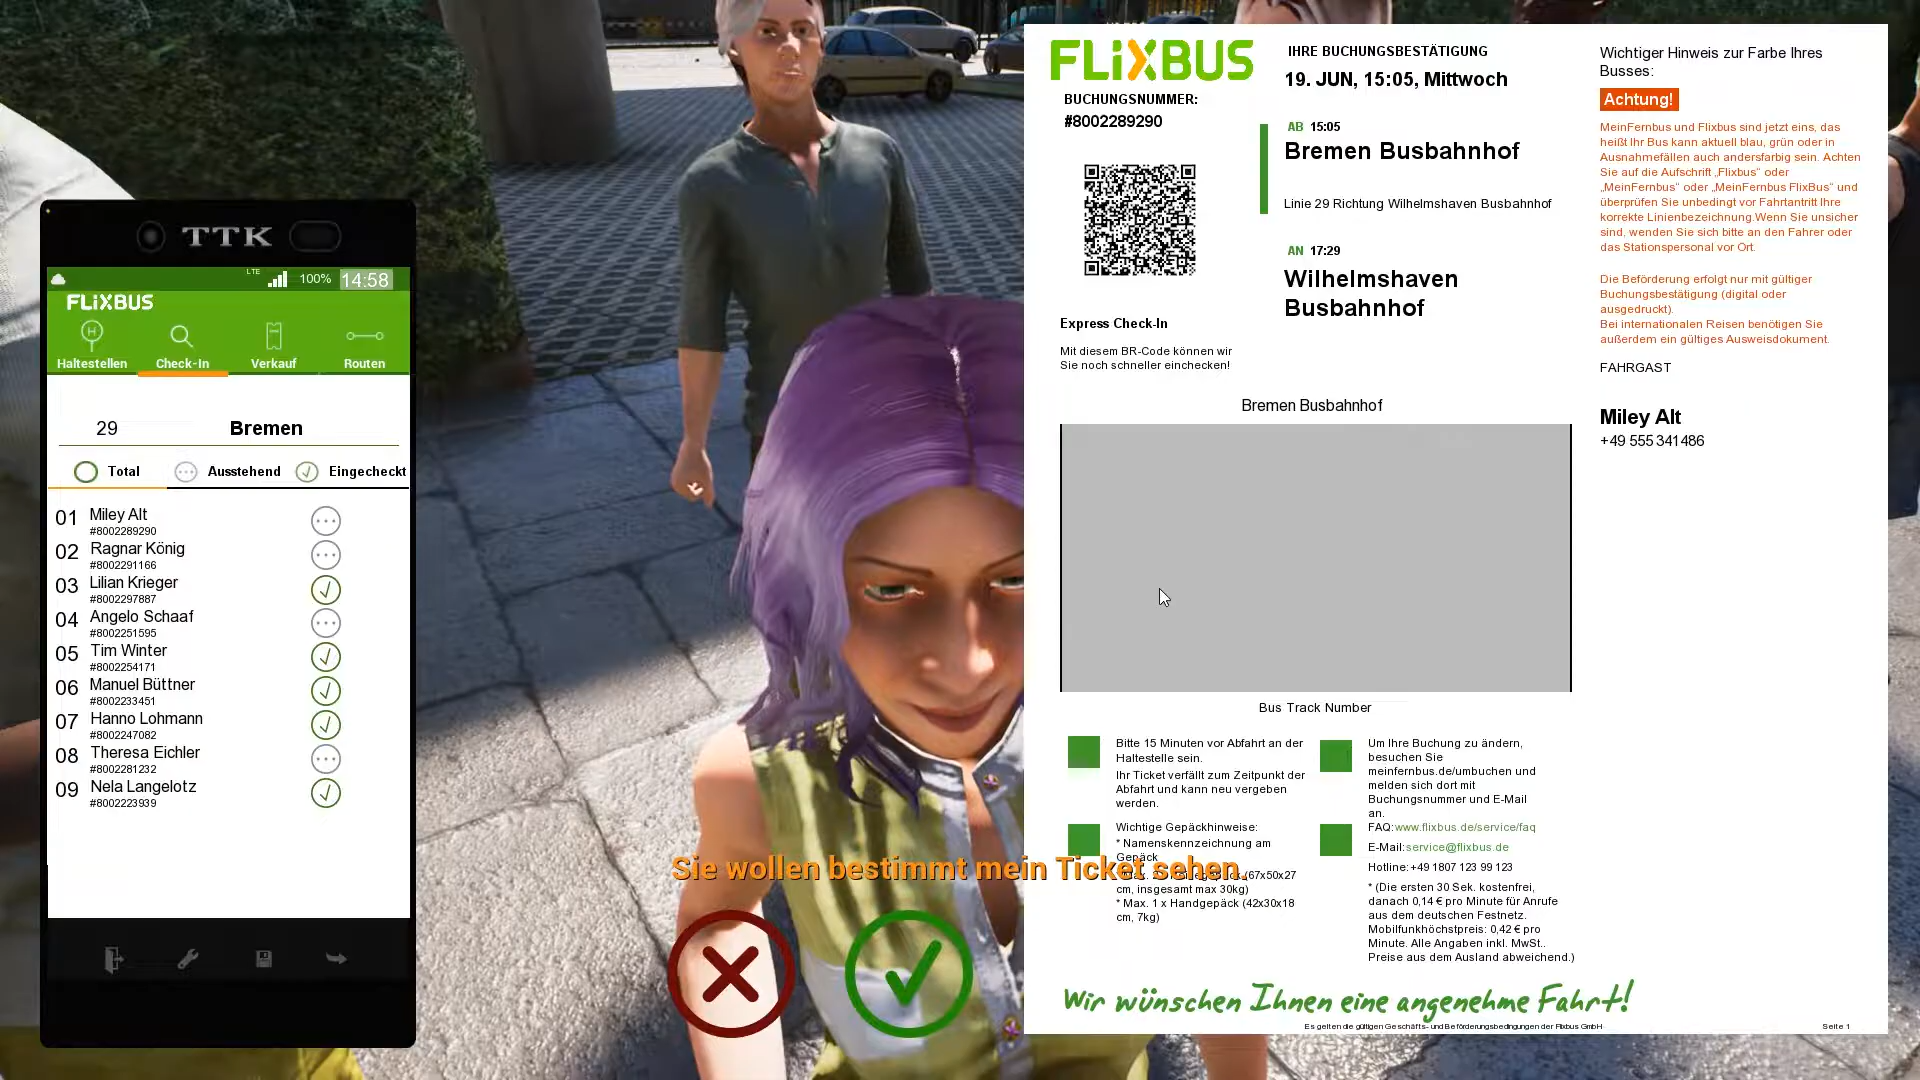 TTK
LTE
100%
14:58
FLiXBUS
Haltestellen
Check-In
Verkauf
Routen
29
Bremen
Total
Ausstehend
Eingecheckt
01 Miley Alt
#8002289290
02 Ragnar König
#8002291166
03 Lilian Krieger
#8002297887
04 Angelo Schaaf
#8002251595
05 Tim Winter
#8002254171
06 Manuel Büttner
#8002233451
07 Hanno Lohmann
#8002247082
08 Theresa Eichler
#8002281232
09 Nela Langelotz
#8002223939
Sie wollen bestimmt mein Ticket sehen.
FLiXBUS
BUCHUNGSNUMMER:
#8002289290
Express Check-In
Mit diesem BR-Code können wir
Sie noch schneller einchecken!
IHRE BUCHUNGSBESTÄTIGUNG
19. JUN, 15:05, Mittwoch
AB 15:05
Bremen Busbahnhof
Linie 29 Richtung Wilhelmshaven Busbahnhof
AN 17:29
Wilhelmshaven
Busbahnhof
Bremen Busbahnhof
Bus Track Number
Bitte 15 Minuten vor Abfahrt an der
Haltestelle sein.
Ihr Ticket verfällt zum Zeitpunkt der
Abfahrt und kann neu vergeben
werden.
Wichtige Gepäckhinweise:
* Namenskennzeichnung am
Gepäck
(67x50x27
cm, insgesamt max 30kg)
* Max. 1 x Handgepäck (42x30x18
cm, 7kg)
Um Ihre Buchung zu ändern,
besuchen Sie
meinfernbus.de/umbuchen und
melden sich dort mit
Buchungsnummer und E-Mail
an.
FAQ:www.flixbus.de/service/faq
E-Mail:service@flixbus.de
Hotline:+49 1807 123 99 123
* (Die ersten 30 Sek. kostenfrei,
danach 0,14 € pro Minute für Anrufe
aus dem deutschen Festnetz.
Mobilfunkhöchstpreis: 0,42 € pro
Minute. Alle Angaben inkl. MwSt..
Preise aus dem Ausland abweichend.)
Wir wünschen Ihnen eine angenehme Fahrt!
Es gelten die gültigen Geschäfts- und Beförderungsbedingungen der Flixbus GmbH
Seite 1
Wichtiger Hinweis zur Farbe Ihres
Busses:
Achtung!
MeinFernbus und Flixbus sind jetzt eins, das
heißt Ihr Bus kann aktuell blau, grün oder in
Ausnahmefällen auch andersfarbig sein. Achten
Sie auf die Aufschrift „Flixbus“ oder
„MeinFernbus“ oder „MeinFernbus FlixBus“ und
überprüfen Sie unbedingt vor Fahrtantritt Ihre
korrekte Linienbezeichnung.Wenn Sie unsicher
sind, wenden Sie sich bitte an den Fahrer oder
das Stationspersonal vor Ort.
Die Beförderung erfolgt nur mit gültiger
Buchungsbestätigung (digital oder
ausgedruckt).
Bei internationalen Reisen benötigen Sie
außerdem ein gültiges Ausweisdokument.
FAHRGAST
Miley Alt
+49 555 341486